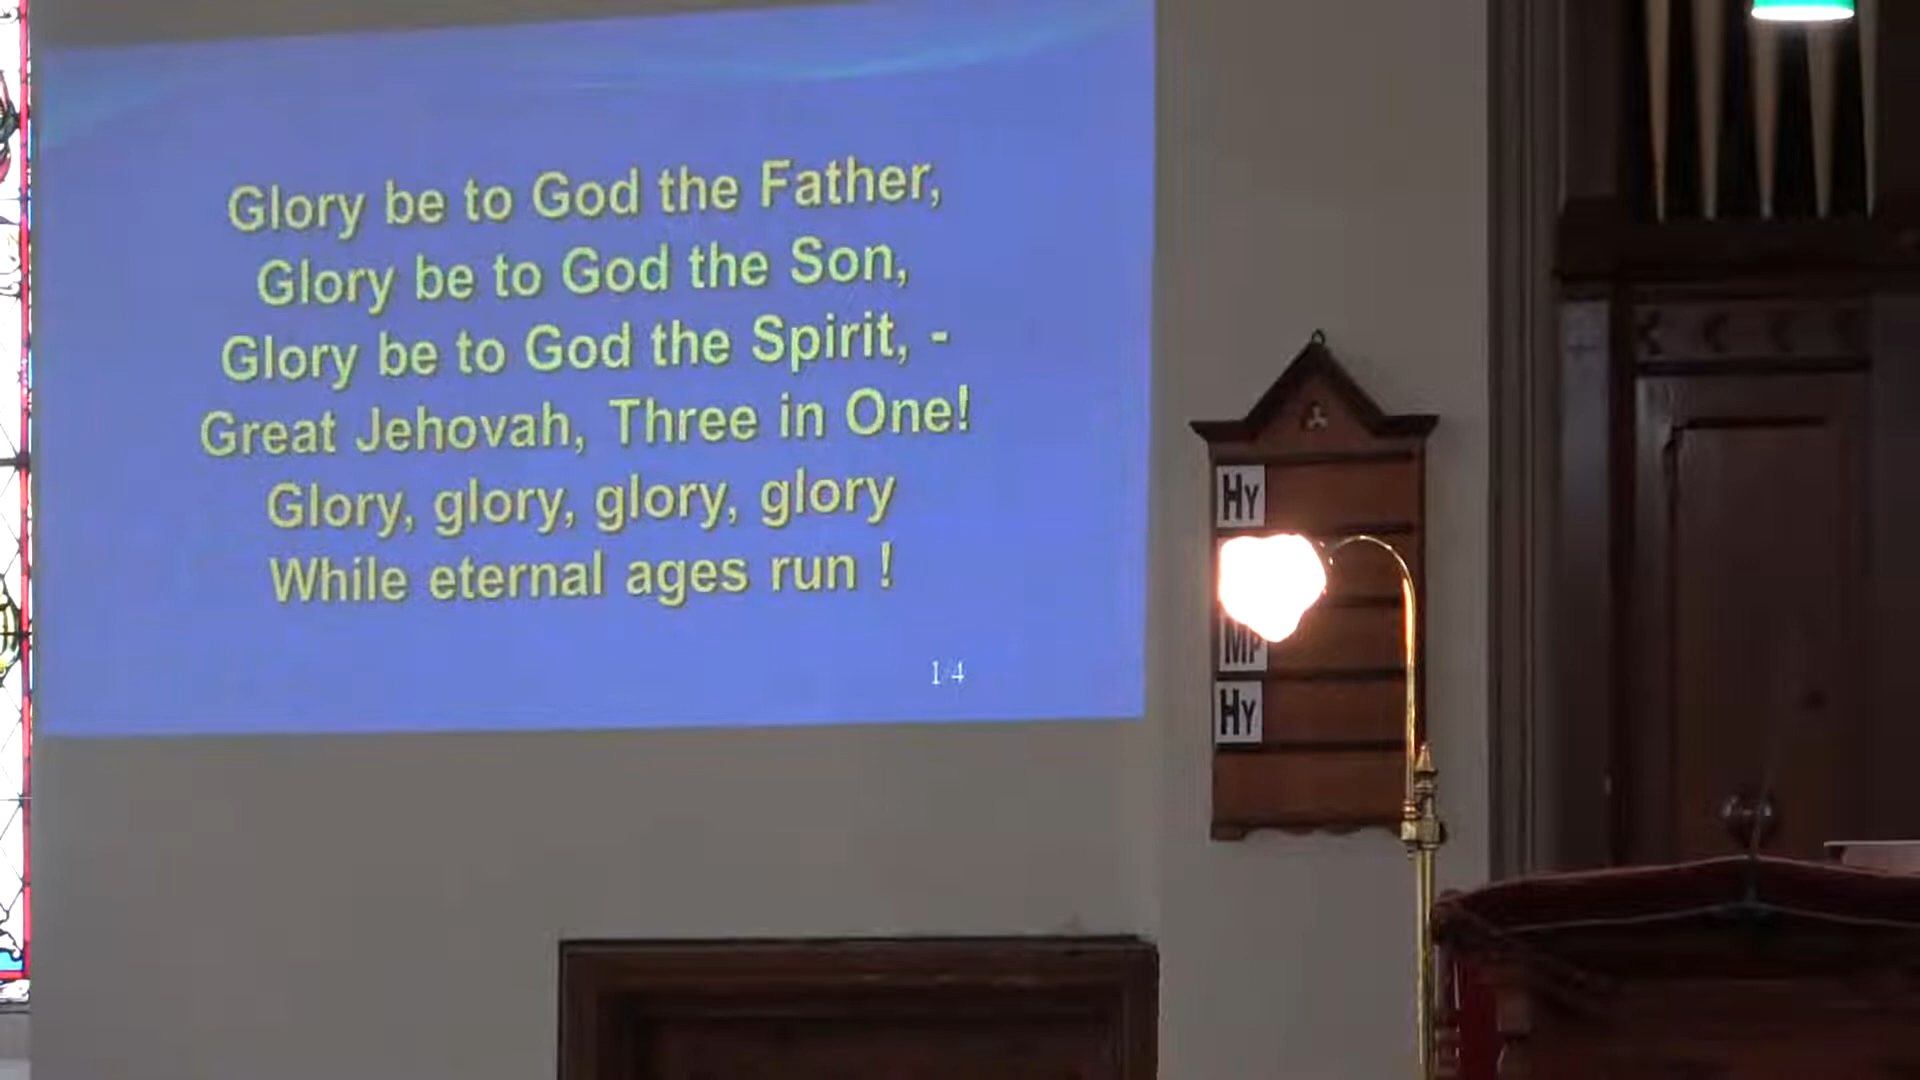 Glory be to God the Father,
Glory be to God the Son,
Glory be to God the Spirit, -
Great Jehovah, Three in One!
Glory, glory, glory, glory
While eternal ages run !
1 4
HY
MP
HY